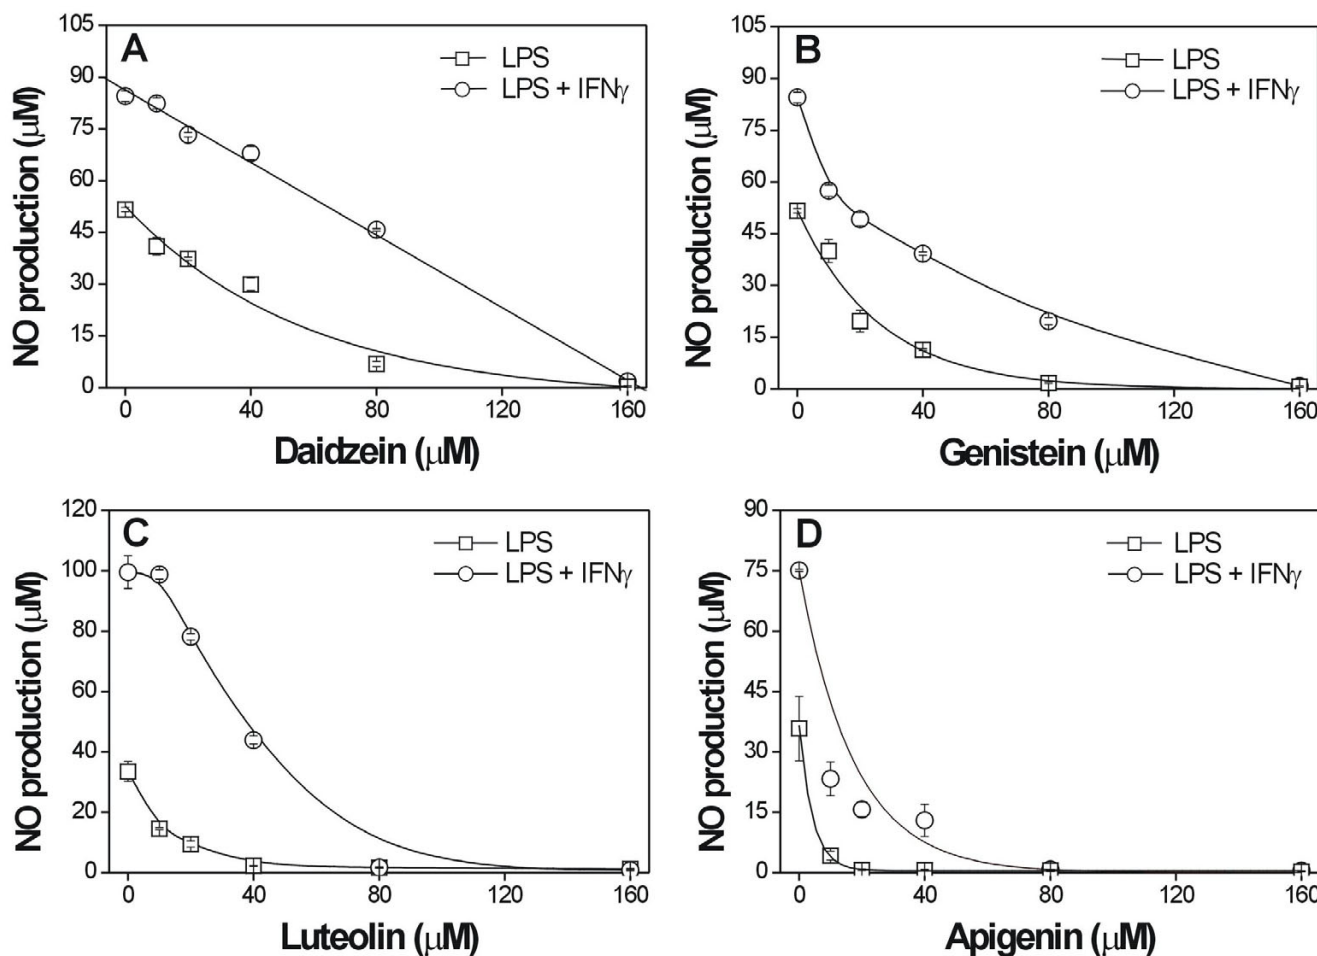 A
LPS
LPS + IFNγ
105
90
75
60
45
30
15
0
NO production (μM)
0 40 80 120 160
Daidzein (μM)
B
LPS
LPS + IFNγ
105
90
75
60
45
30
15
0
NO production (μM)
0 40 80 120 160
Genistein (μM)
C
LPS
LPS + IFNγ
120
100
80
60
40
20
0
NO production (μM)
0 40 80 120 160
Luteolin (μM)
D
LPS
LPS + IFNγ
90
75
60
45
30
15
0
NO production (μM)
0 40 80 120 160
Apigenin (μM)